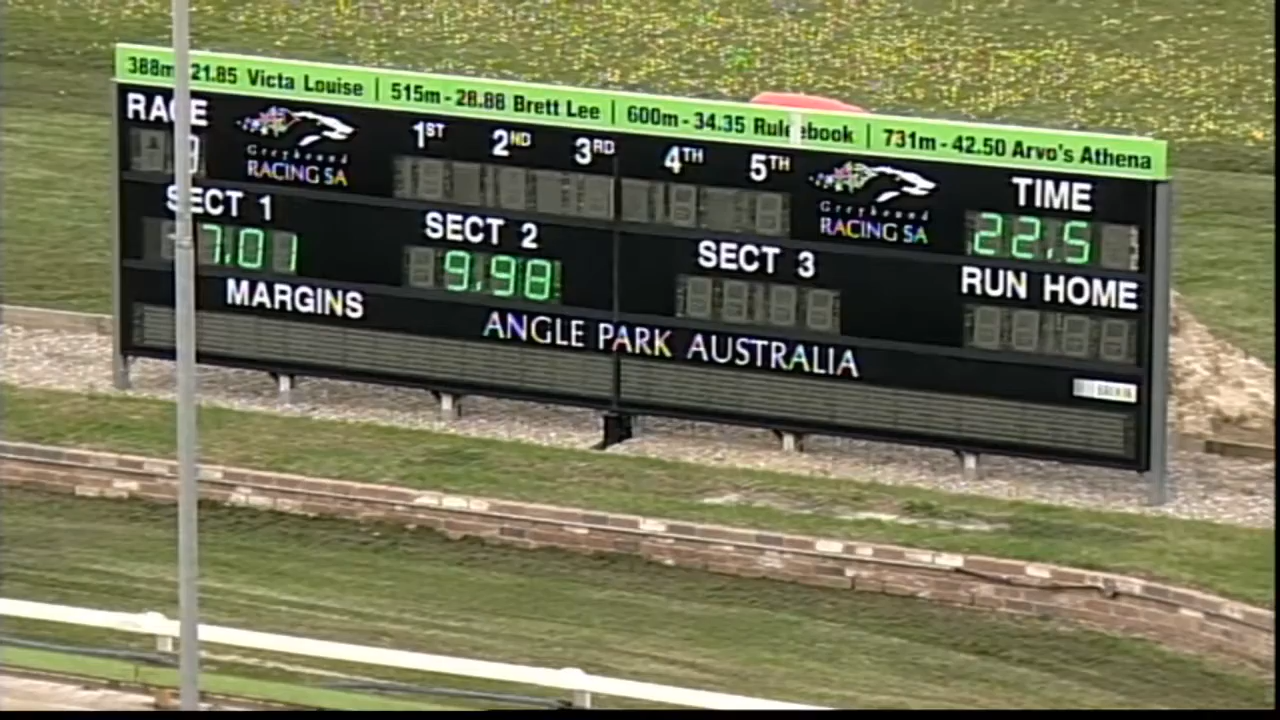 388m 21.85 Victa Louise | 515m - 28.88 Brett Lee | 600m - 34.35 Rulebook | 731m - 42.50 Arvo's Athena
RACE
Greyhound
RACING SA
1ST 2ND 3RD 4TH 5TH
Greyhound
RACING SA
TIME
22.5
SECT 1
7.01
SECT 2
9.98
SECT 3
RUN HOME
MARGINS
ANGLE PARK AUSTRALIA